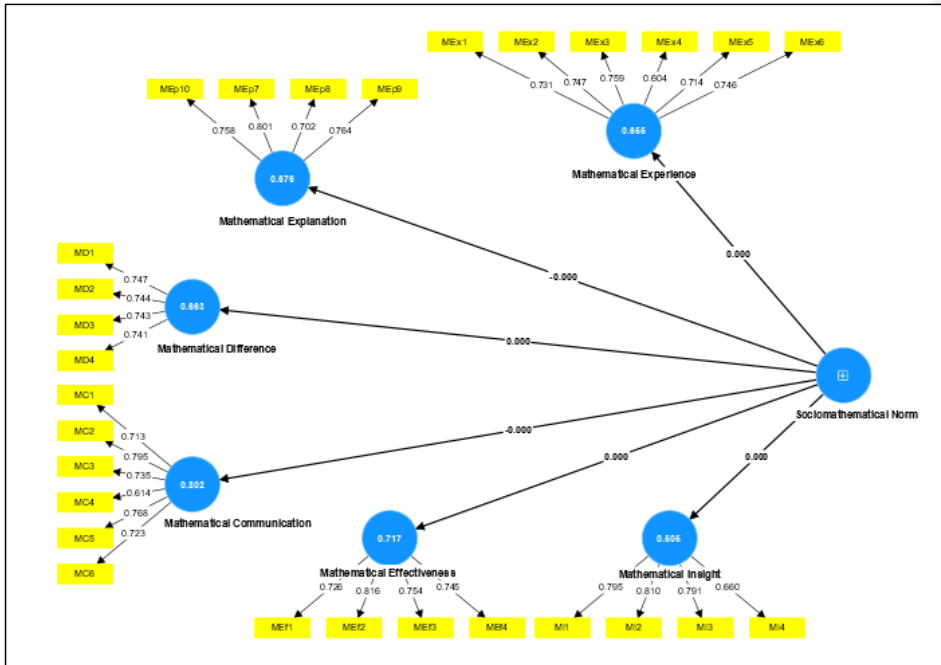 MEx1 MEx2 MEx3 MEx4 MEx5 MEx6
0.731 0.747 0.759 0.604 0.714 0.746
0.655
Mathematical Experience
MEp10 MEp7 MEp8 MEp9
0.758 0.801 0.702 0.764
0.676
Mathematical Explanation
0.000
-0.000
MD1
MD2
MD3
MD4
0.747
0.744
0.743
0.741
0.663
Mathematical Difference
0.000
Sociomathematical Norm
MC1
MC2
MC3
MC4
MC5
MC6
0.713
0.795
0.735
0.614
0.768
0.723
0.802
Mathematical Communication
-0.000
0.000
0.000
0.717
Mathematical Effectiveness
0.726 0.816 0.754 0.745
MEf1 MEf2 MEf3 MEf4
0.505
Mathematical Insight
0.795 0.810 0.791 0.660
MI1 MI2 MI3 MI4